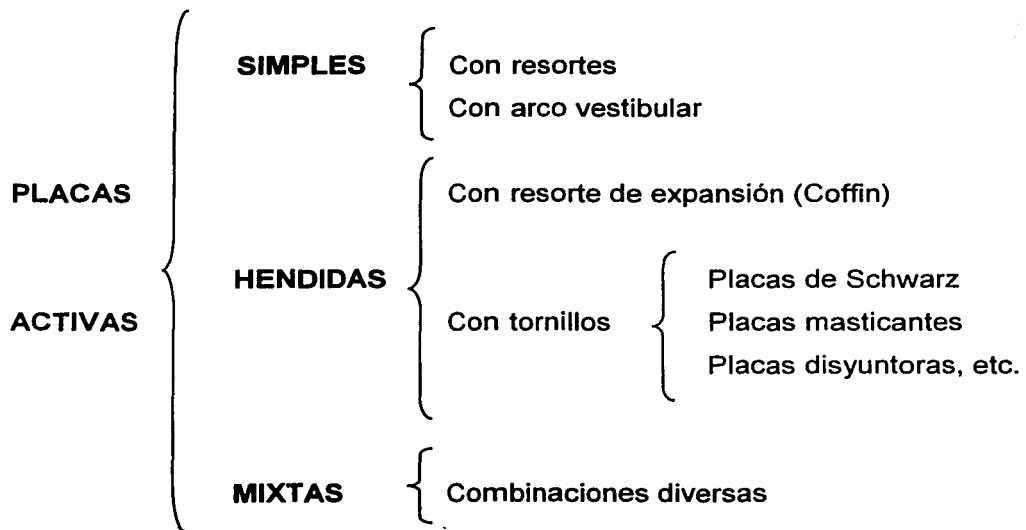 PLACAS
ACTIVAS
SIMPLES
Con resortes
Con arco vestibular
HENDIDAS
Con resorte de expansión (Coffin)
Con tornillos
Placas de Schwarz
Placas masticantes
Placas disyuntoras, etc.
MIXTAS
Combinaciones diversas